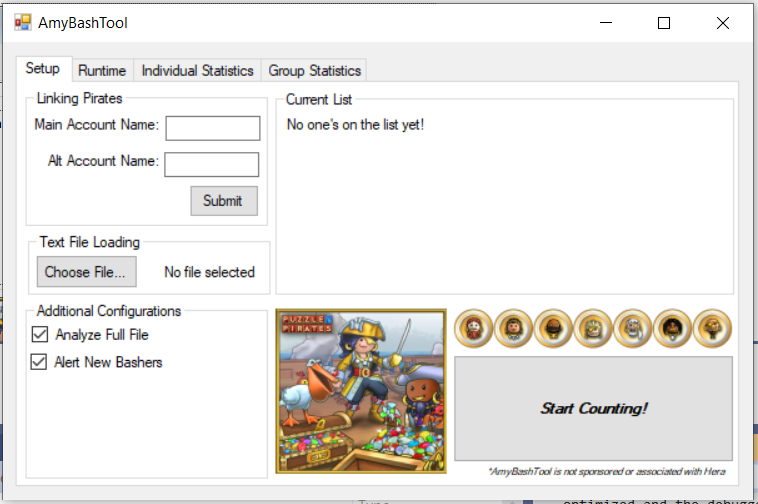 AmyBashTool
Setup
Runtime
Individual Statistics
Group Statistics
Linking Pirates
Main Account Name:
Alt Account Name:
Submit
Current List
No one's on the list yet!
Text File Loading
Choose File...
No file selected
Additional Configurations
Analyze Full File
Alert New Bashers
PUZZLE
PIRATES
Start Counting!
*AmyBashTool is not sponsored or associated with Hera